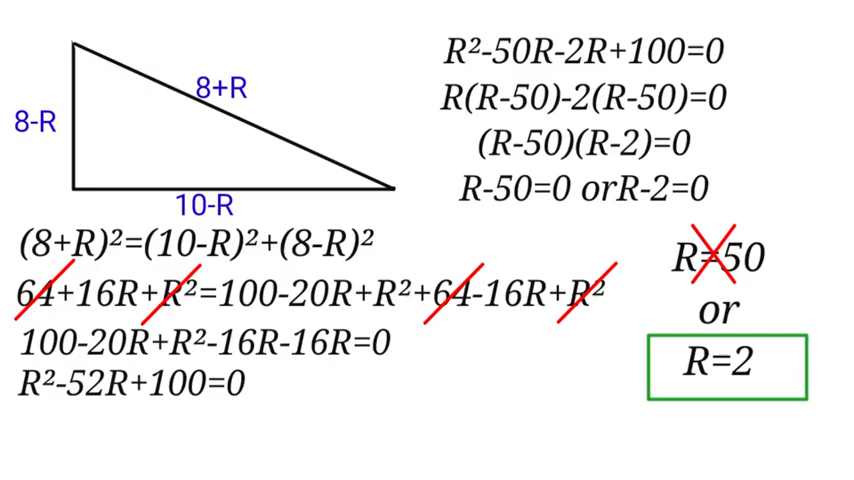 8+R
8-R
10-R
(8+R)²=(10-R)²+(8-R)²
64+16R+R²=100-20R+R²+64-16R+R²
100-20R+R²-16R-16R=0
R²-52R+100=0
R²-50R-2R+100=0
R(R-50)-2(R-50)=0
(R-50)(R-2)=0
R-50=0 orR-2=0
R=50
or
R=2